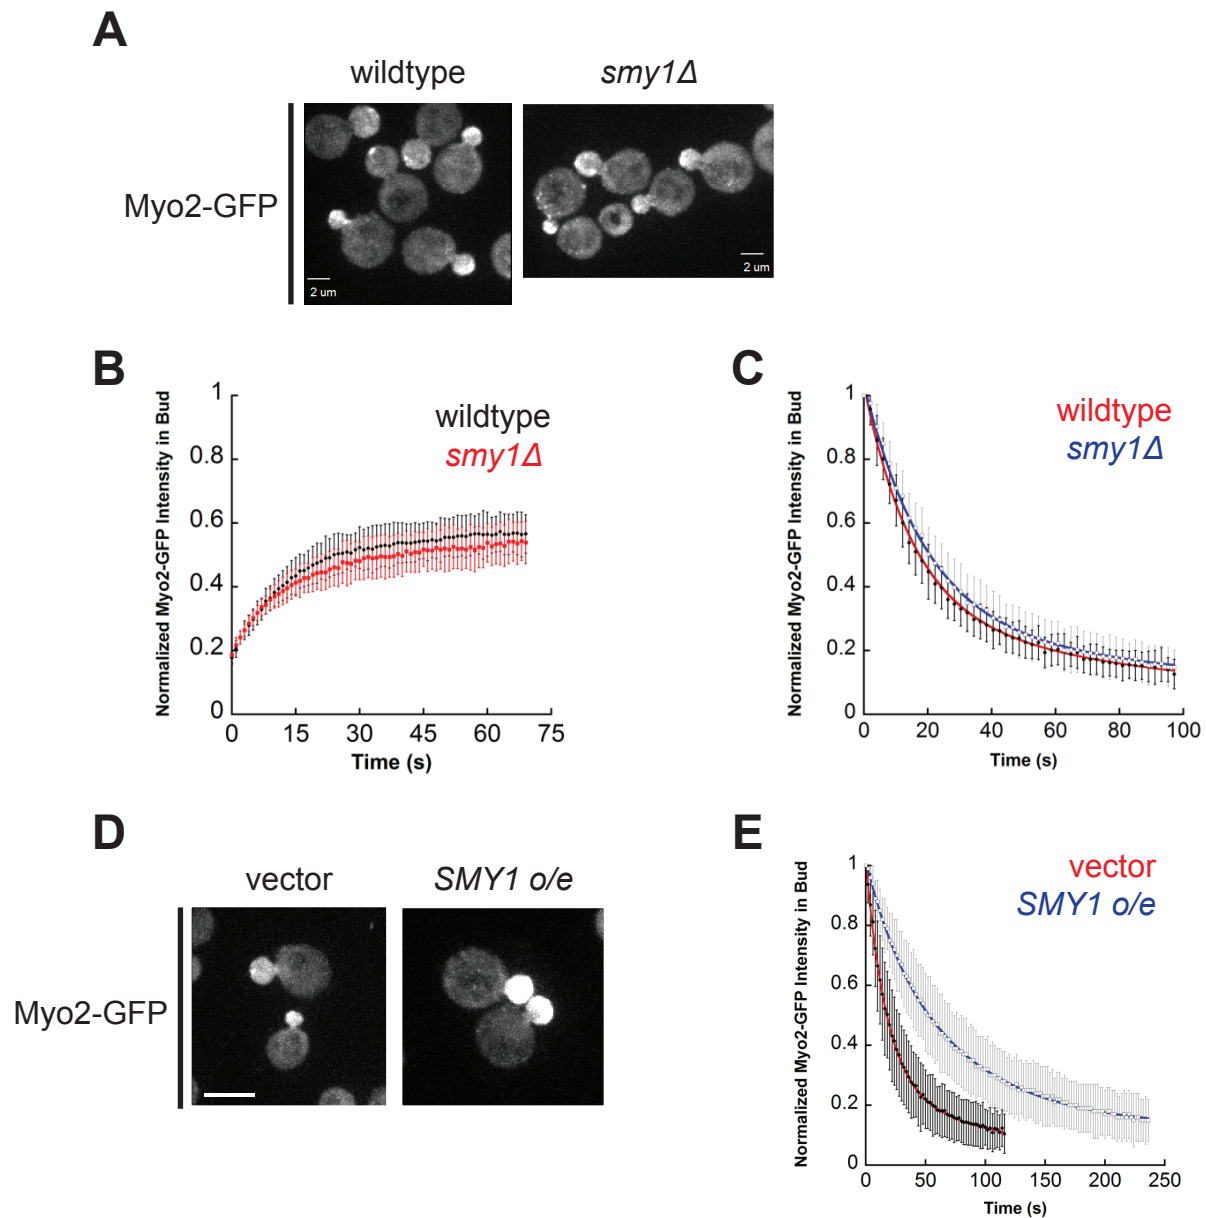 A
wildtype
smy1Δ
Myo2-GFP
2 um
2 um
B
C
Normalized Myo2-GFP Intensity in Bud
1
0.8
0.6
0.4
0.2
0
wildtype
smy1Δ
0 15 30 45 60 75
Time (s)
Normalized Myo2-GFP Intensity in Bud
1
0.8
0.6
0.4
0.2
0
wildtype
smy1Δ
0 20 40 60 80 100
Time (s)
D
vector
SMY1 o/e
Myo2-GFP
E
Normalized Myo2-GFP Intensity in Bud
1
0.8
0.6
0.4
0.2
0
vector
SMY1 o/e
0 50 100 150 200 250
Time (s)